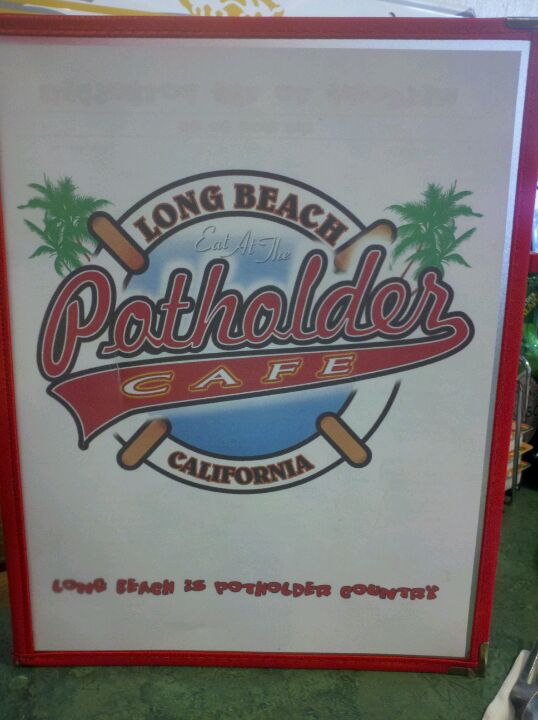 LONG BEACH
Eat At The
Potholder
CAFE
CALIFORNIA
LONG BEACH IS POTHOLDER COUNTRY